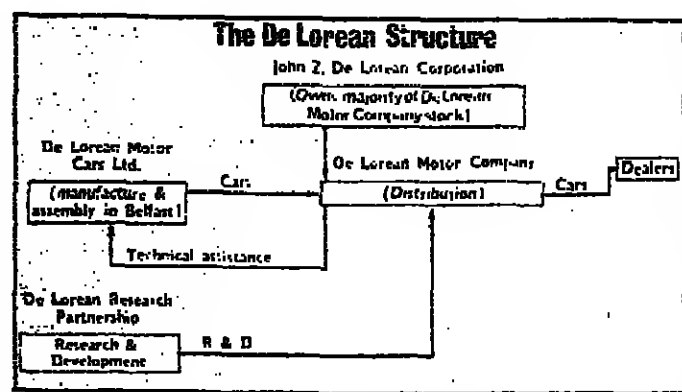 The De Lorean Structure
John Z. De Lorean Corporation
(Owns majority of De Lorean
Motor Company stock)
De Lorean Motor
Cars Ltd.
(manufacture &
assembly in Belfast)
Cars
De Lorean Motor Company
(Distribution)
Cars
Dealers
Technical assistance
De Lorean Research
Partnership
Research &
Development
R & D